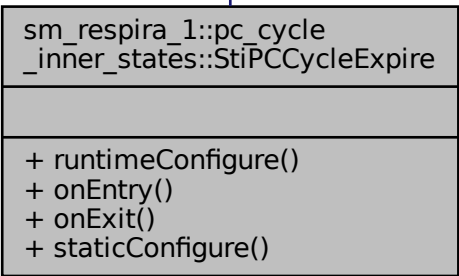 sm_respira_1::pc_cycle
_inner_states::StiPCCycleExpire
+ runtimeConfigure()
+ onEntry()
+ onExit()
+ staticConfigure()